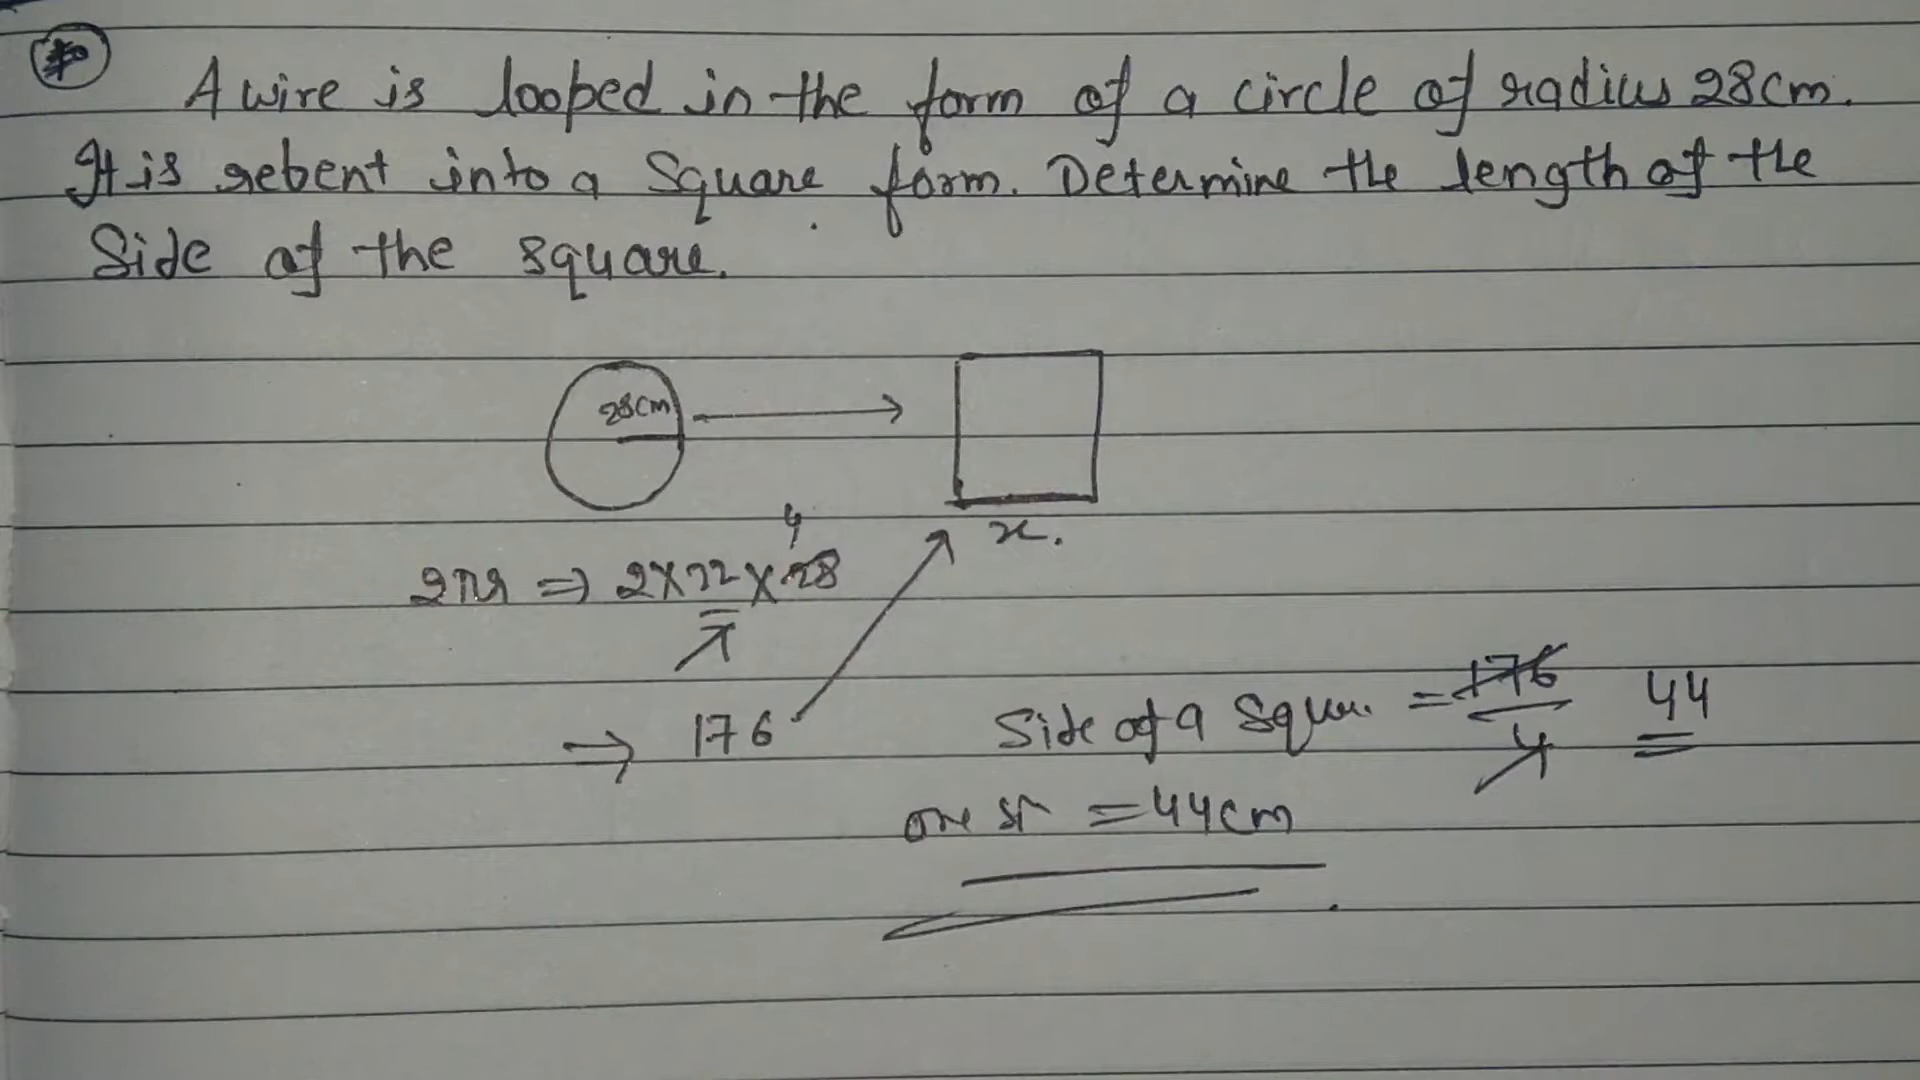 A wire is looped in the form of a circle of radius 28cm.
It is rebent into a square form. Determine the length of the
Side of the square.
28cm
x.
4
2πr ⇒ 2×22×28
7
⇒ 176
Side of a = 176 44
4
one = 44cm